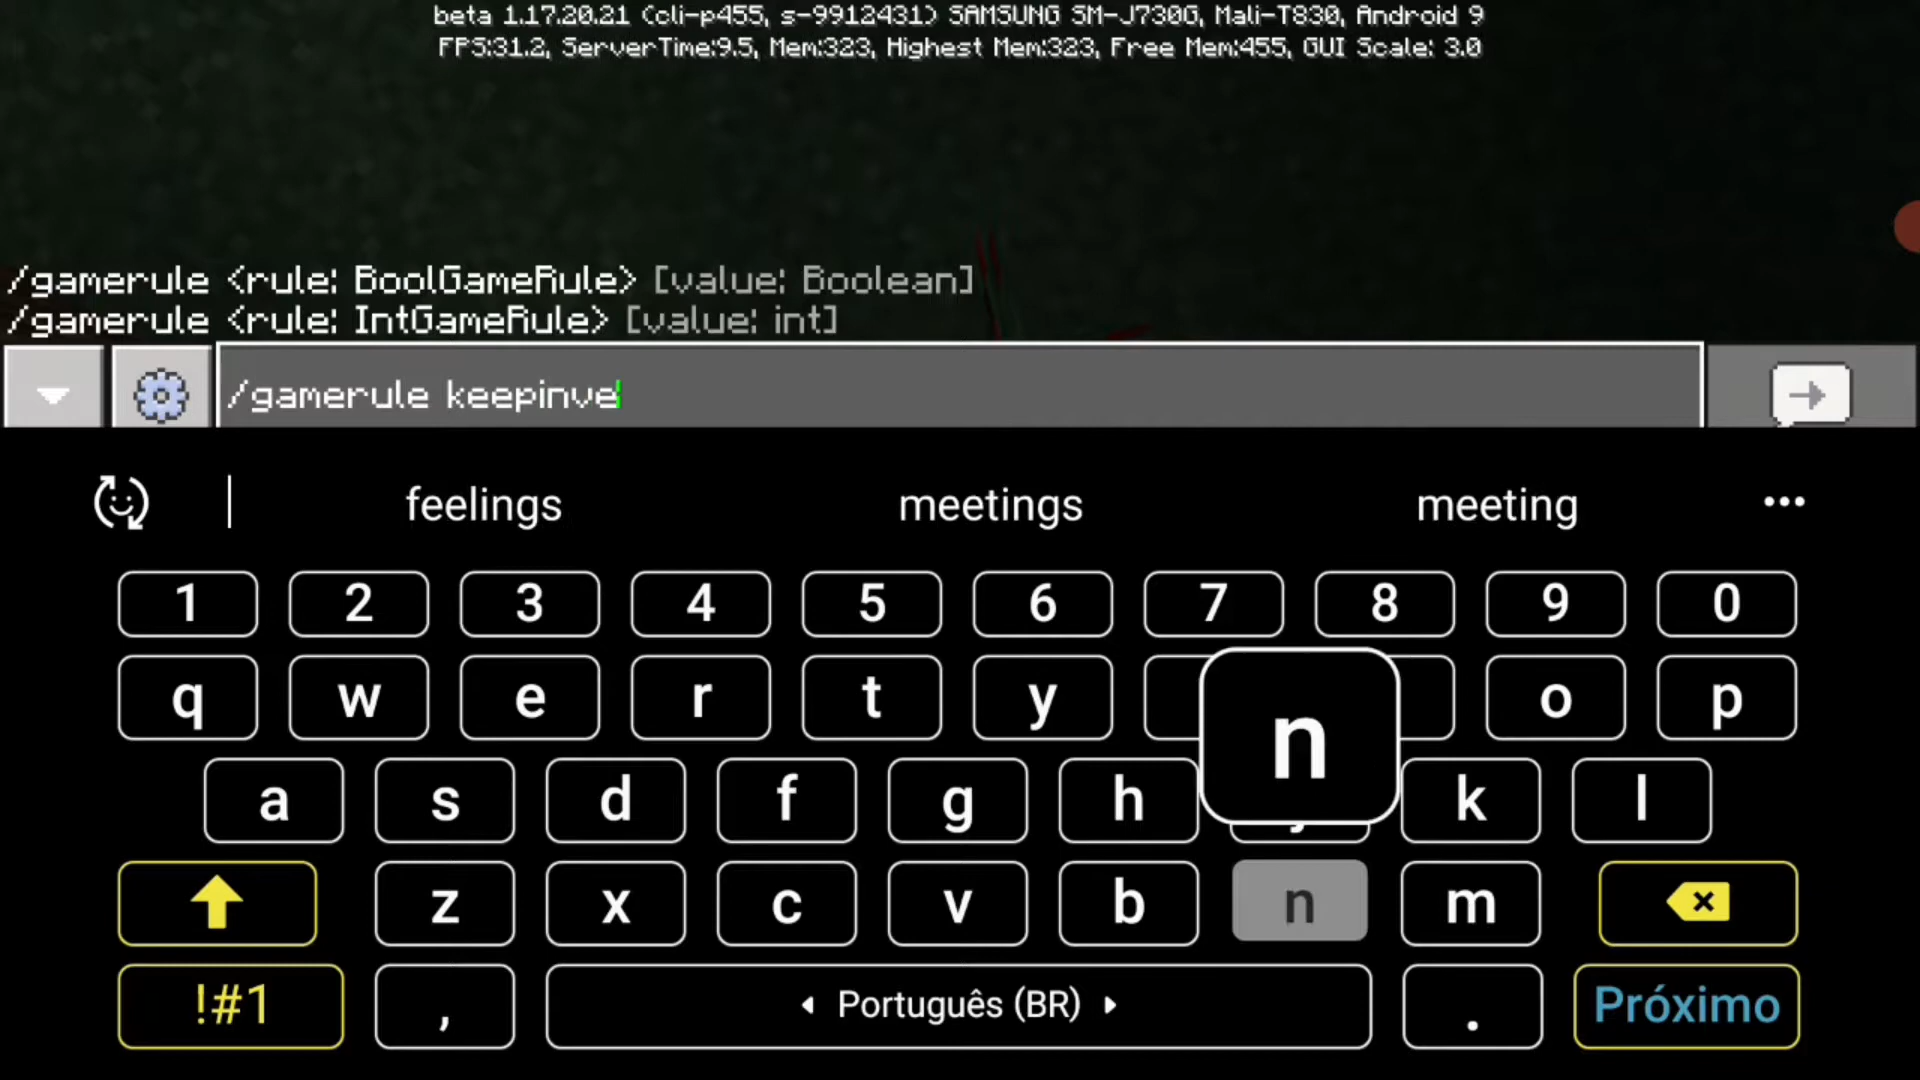 beta 1.17.20.21 (cli-p455, s-9912431) SAMSUNG SM-J730G, Mali-T830, Android 9
FPS:31.2, ServerTime:9.5, Mem:323, Highest Mem:323, Free Mem:455, GUI Scale: 3.0
/gamerule <rule: BoolGameRule> [value: Boolean]
/gamerule <rule: IntGameRule> [value: int]
/gamerule keepinve
feelings meetings meeting •••
1 2 3 4 5 6 7 8 9 0
q w e r t y o p
n
a s d f g h k l
z x c v b n m
!#1 , Português (BR) . Próximo